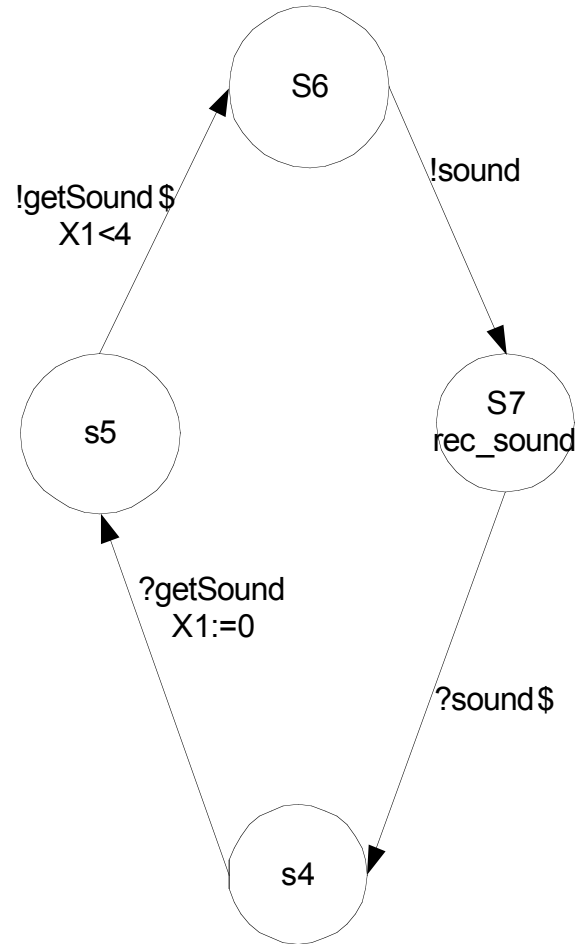 S6
!sound
!getSound$
X1<4
S7
rec_sound
s5
?getSound
X1:=0
?sound$
s4